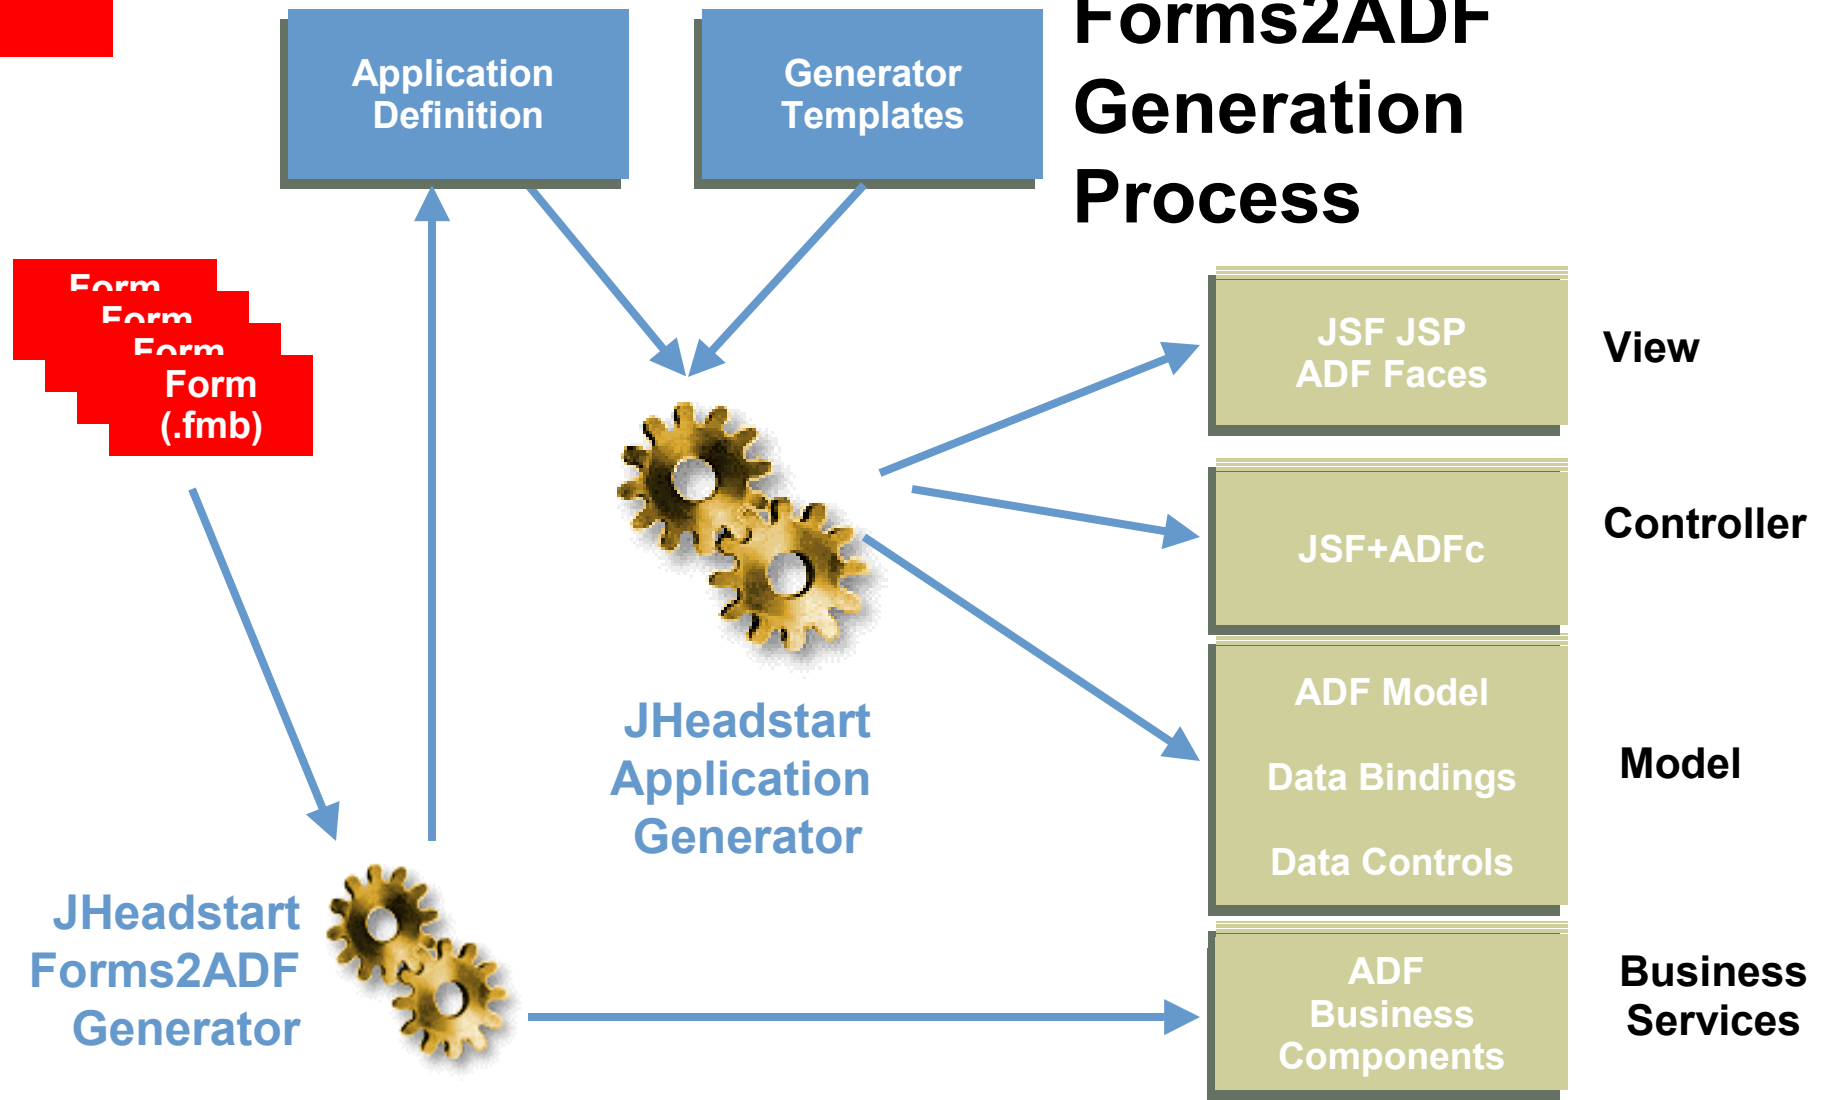 Forms2ADF
Generation
Process
Application
Definition
Generator
Templates
Form
Form
Form
Form
(.fmb)
JSF JSP
ADF Faces
View
JSF+ADFc
Controller
ADF Model
Data Bindings
Data Controls
Model
JHeadstart
Application
Generator
JHeadstart
Forms2ADF
Generator
ADF
Business
Components
Business
Services